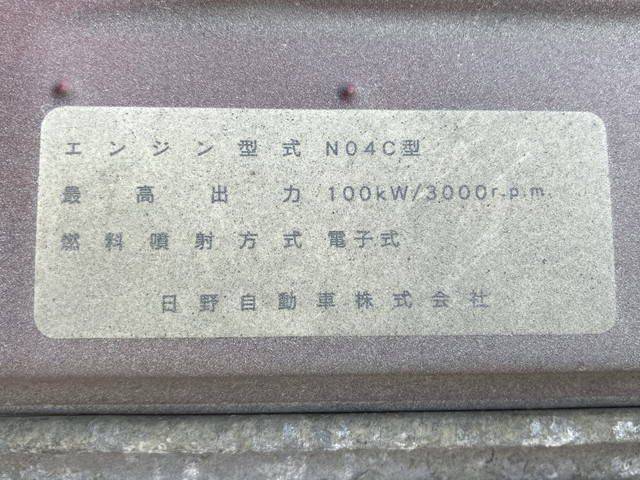 エンジン型式 N04C型
最高出力 100kW/3000r.p.m.
燃料噴射方式 電子式
日野自動車株式会社